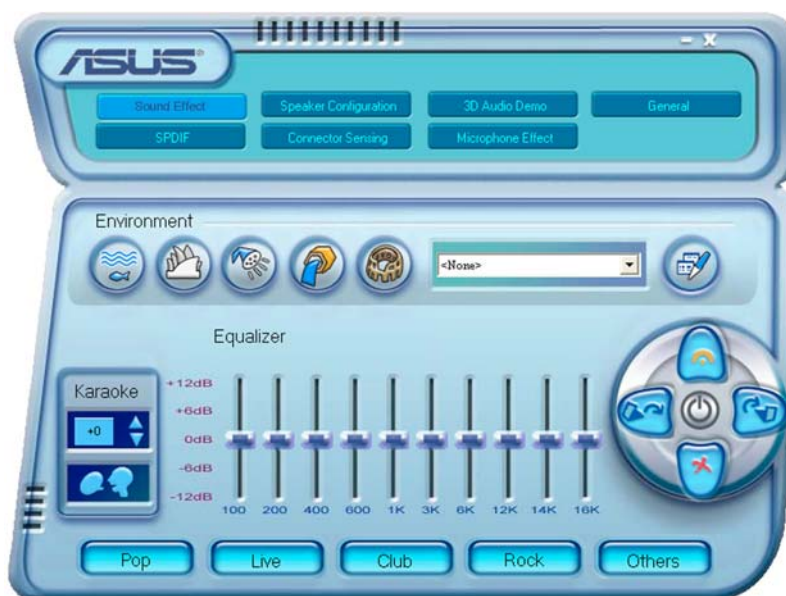 ASUS®
Sound Effect Speaker Configuration 3D Audio Demo General
SPDIF Connector Sensing Microphone Effect
Environment
<None>
Equalizer
Karaoke
+0
+12dB
+6dB
0dB
-6dB
-12dB
100 200 400 600 1K 3K 6K 12K 14K 16K
Pop Live Club Rock Others